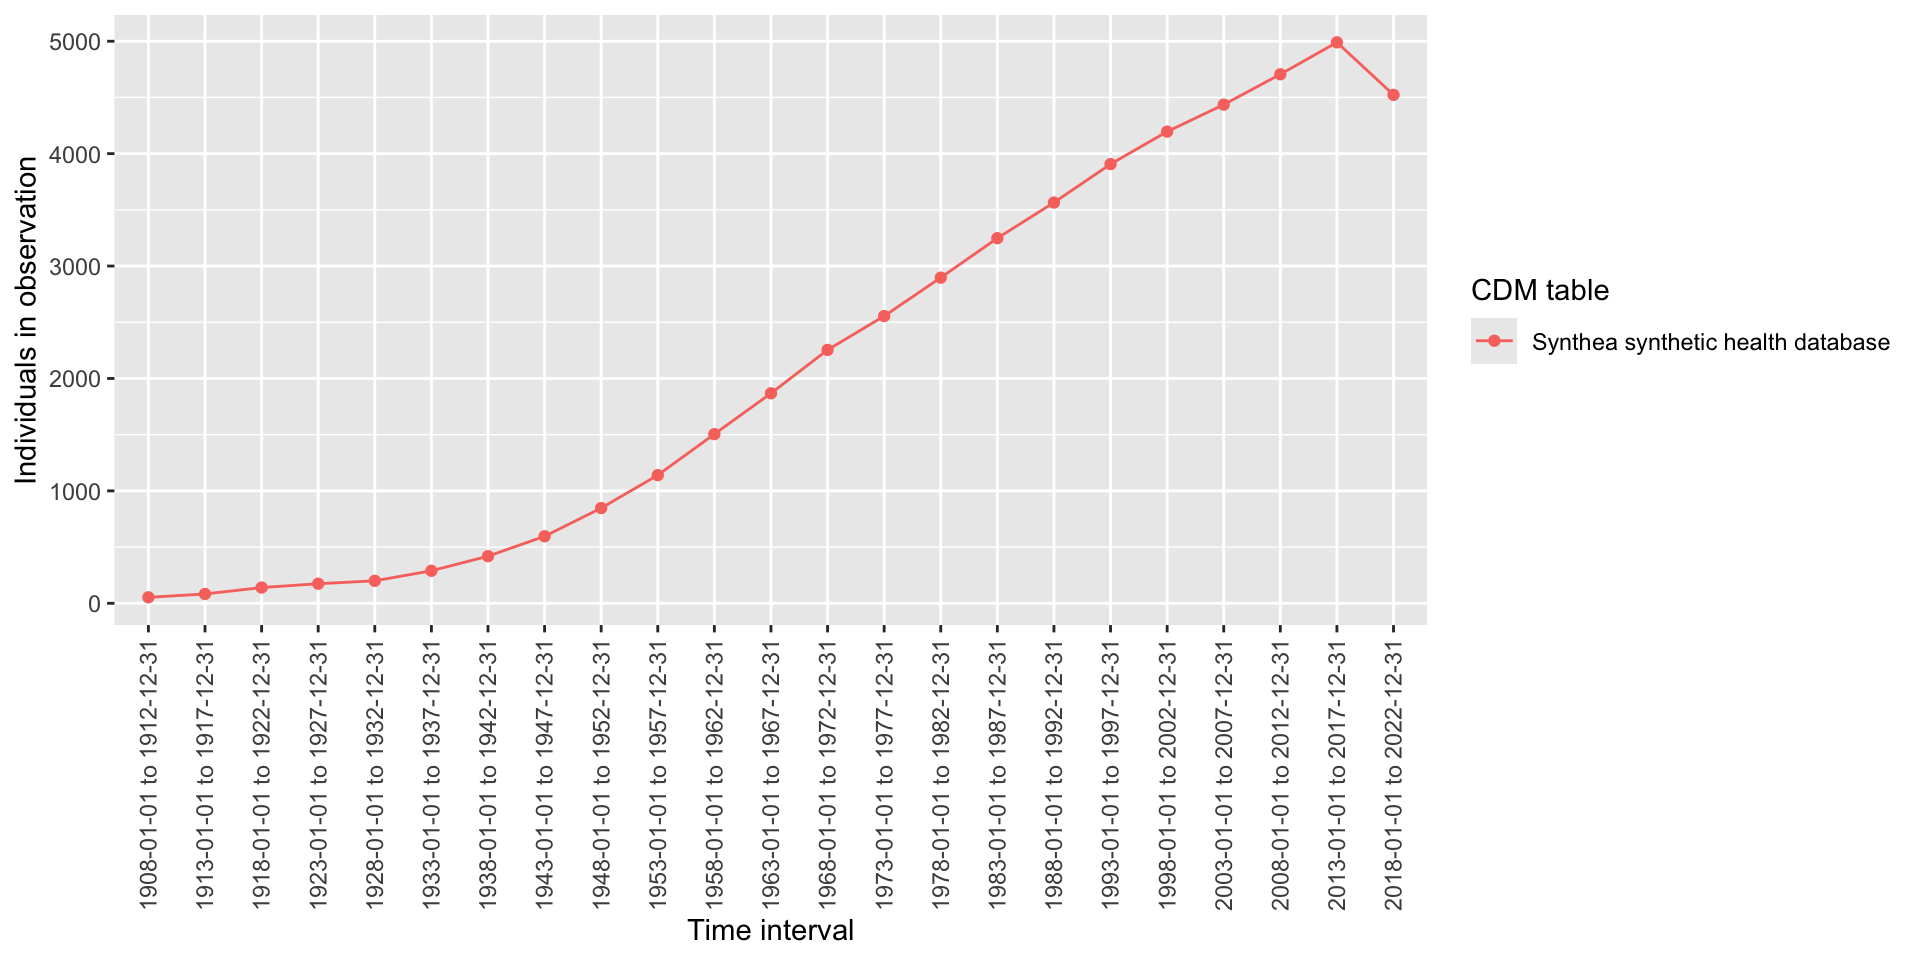 5000
4000
3000
2000
1000
0
Individuals in observation
1908-01-01 to 1912-12-31
1913-01-01 to 1917-12-31
1918-01-01 to 1922-12-31
1923-01-01 to 1927-12-31
1928-01-01 to 1932-12-31
1933-01-01 to 1937-12-31
1938-01-01 to 1942-12-31
1943-01-01 to 1947-12-31
1948-01-01 to 1952-12-31
1953-01-01 to 1957-12-31
1958-01-01 to 1962-12-31
1963-01-01 to 1967-12-31
1968-01-01 to 1972-12-31
1973-01-01 to 1977-12-31
1978-01-01 to 1982-12-31
1983-01-01 to 1987-12-31
1988-01-01 to 1992-12-31
1993-01-01 to 1997-12-31
1998-01-01 to 2002-12-31
2003-01-01 to 2007-12-31
2008-01-01 to 2012-12-31
2013-01-01 to 2017-12-31
2018-01-01 to 2022-12-31
Time interval
CDM table
Synthea synthetic health database